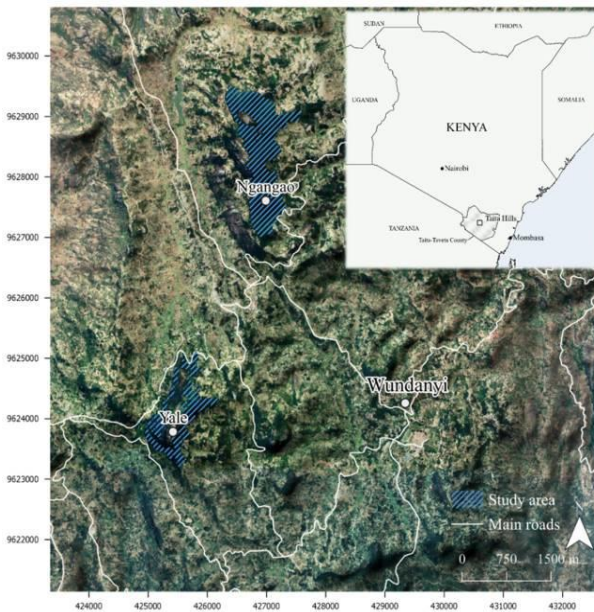 SUDAN
ETHIOPIA
UGANDA
SOMALIA
KENYA
Nairobi
TANZANIA
Taita Hills
Taita-Taveta County
Mombasa
9630000
9629000
9628000
9627000
9626000
9625000
9624000
9623000
9622000
Ngangao
Wundanyi
Yale
Study area
Main roads
N
0 750 1500 m
424000 425000 426000 427000 428000 429000 430000 431000 432000